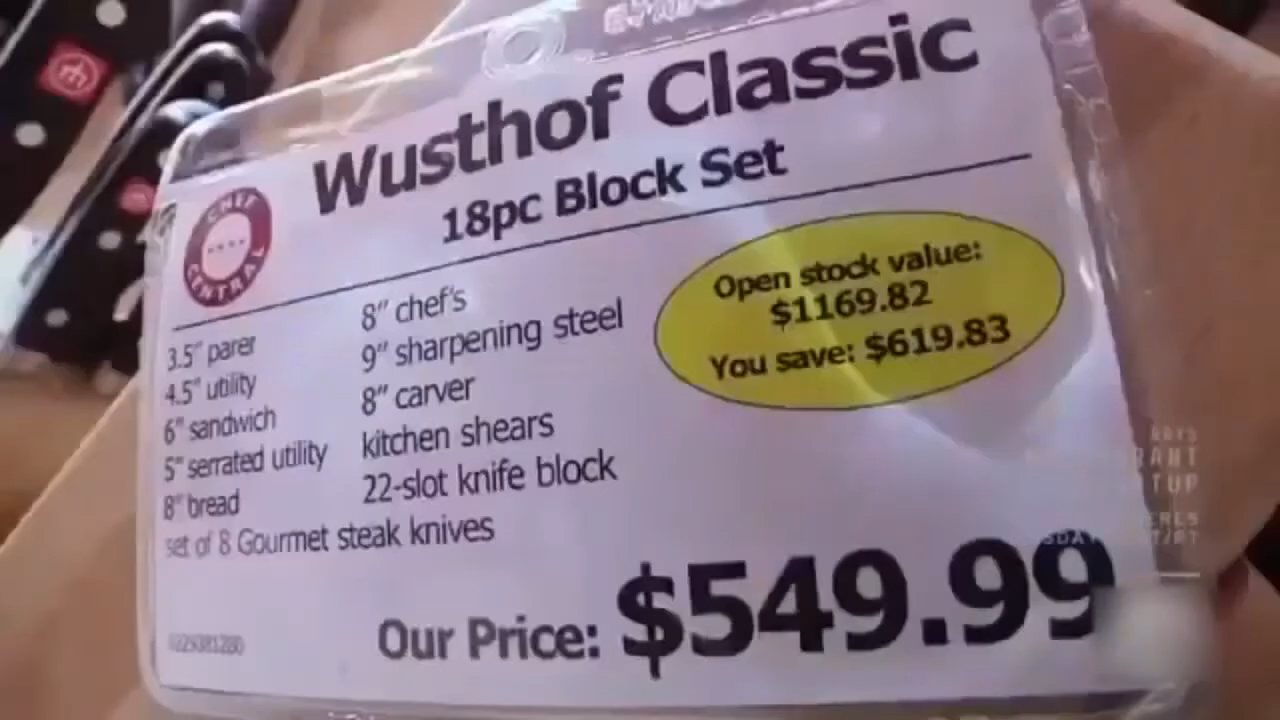 Wusthof Classic
18pc Block Set
CHEF
CENTRAL
Open stock value:
$1169.82
You save: $619.83
3.5" parer
4.5" utility
6" sandwich
5" serrated utility
8" bread
set of 8 Gourmet steak knives
8" chef's
9" sharpening steel
8" carver
kitchen shears
22-slot knife block
Our Price: $549.99